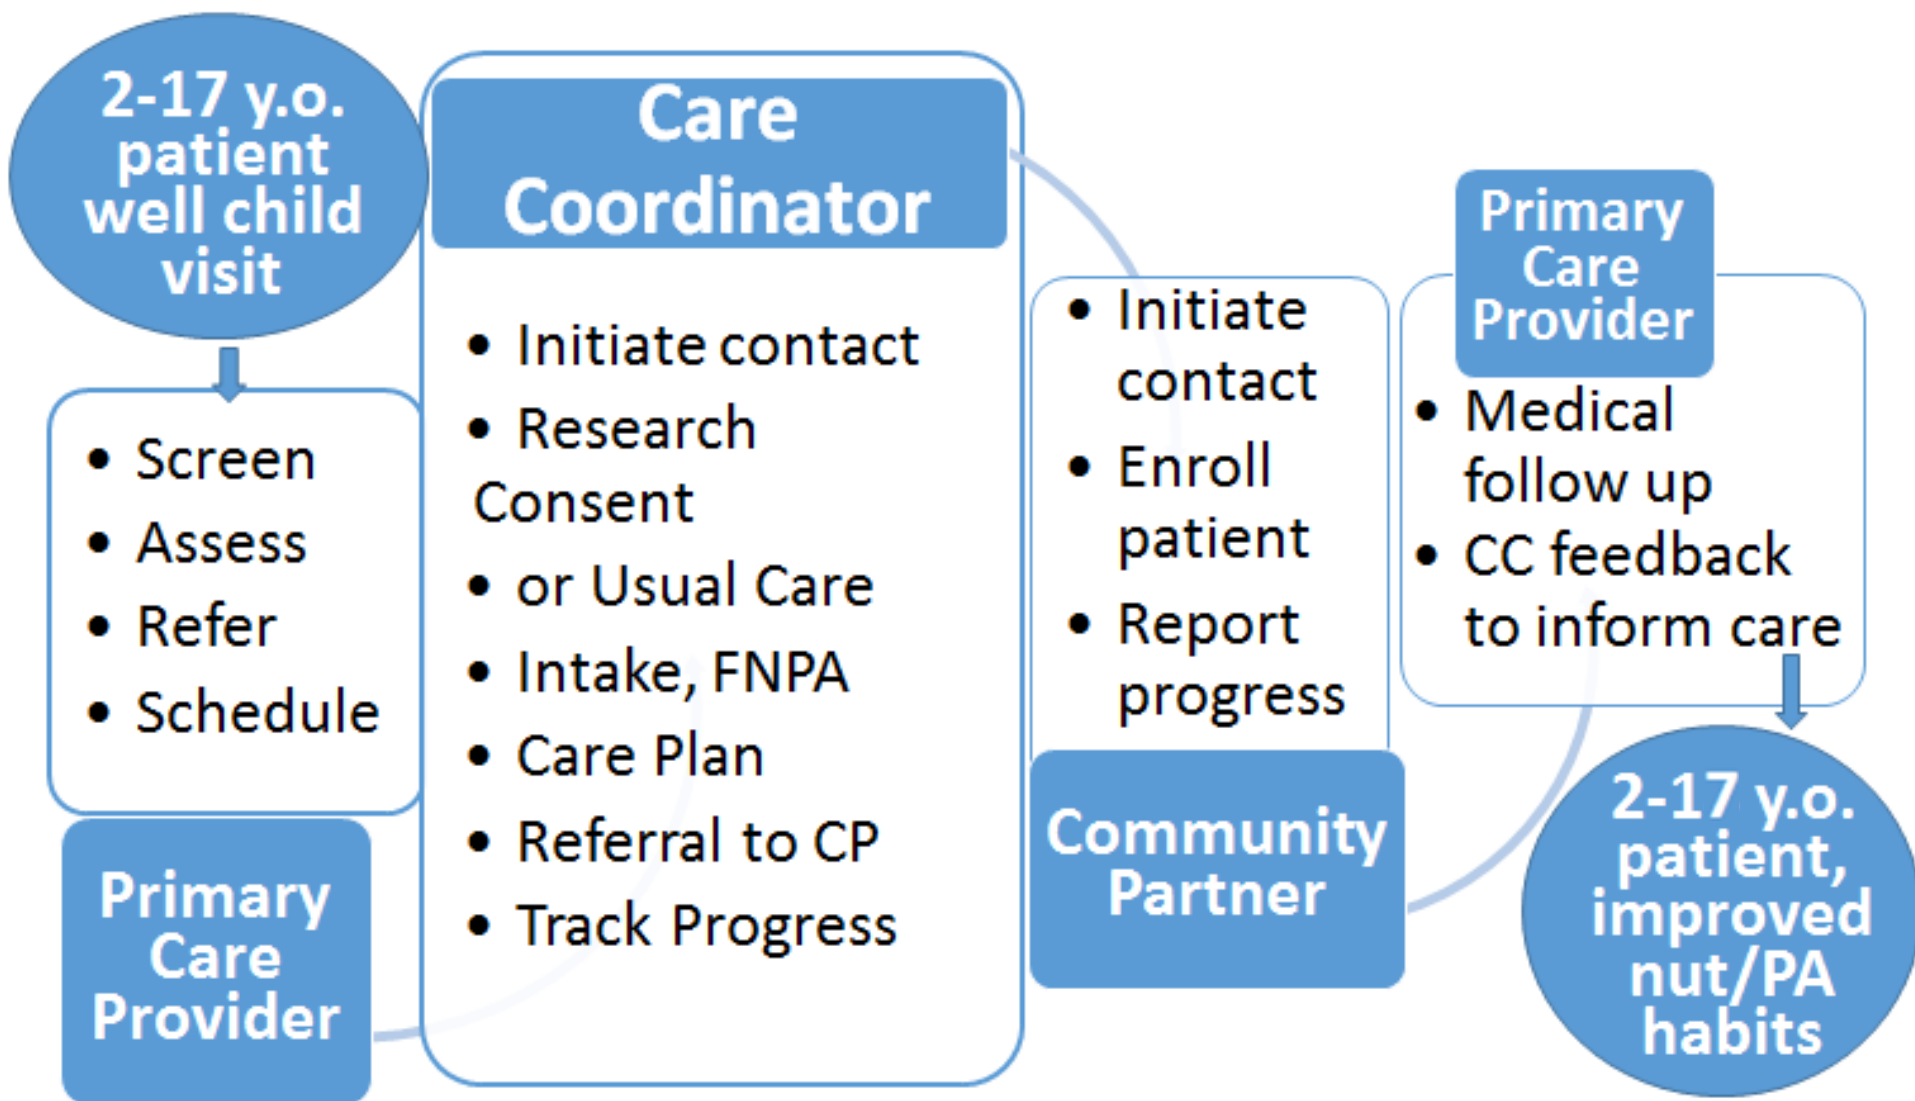 2-17 y.o.
patient
well child
visit
• Screen
• Assess
• Refer
• Schedule
Primary
Care
Provider
Care
Coordinator
• Initiate contact
• Research
Consent
• or Usual Care
• Intake, FNPA
• Care Plan
• Referral to CP
• Track Progress
• Initiate
contact
• Enroll
patient
• Report
progress
Community
Partner
Primary
Care
Provider
• Medical
follow up
• CC feedback
to inform care
2-17 y.o.
patient,
improved
nut/PA
habits